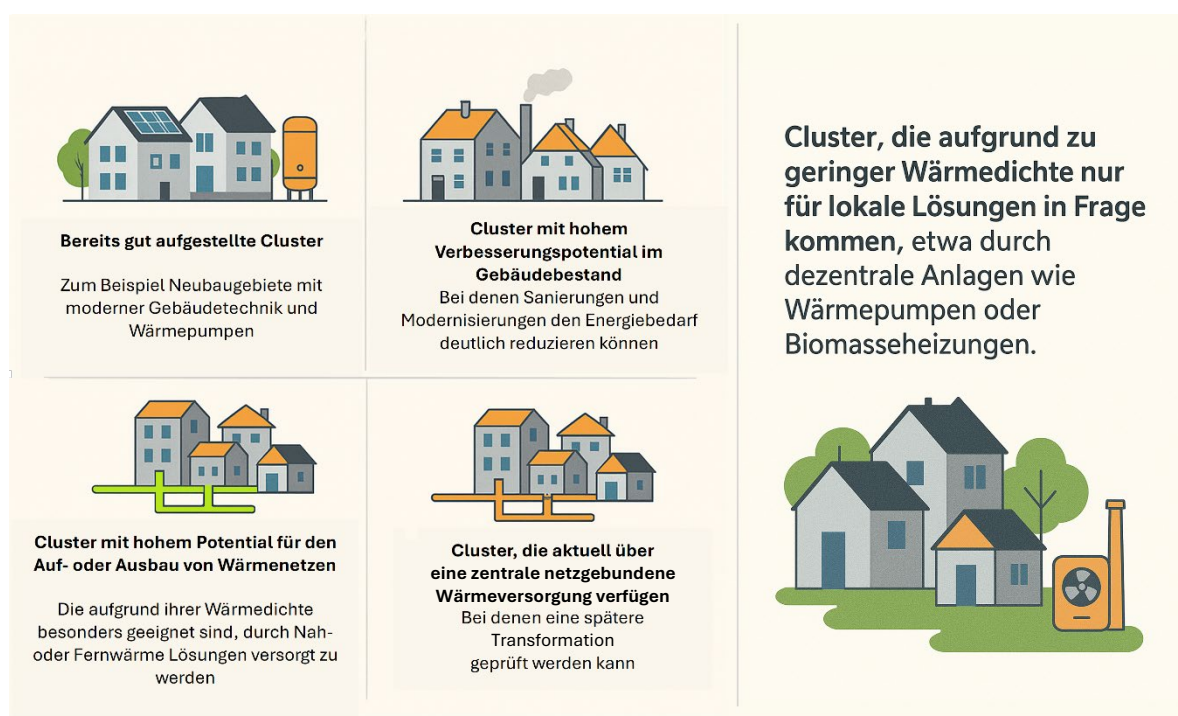 Bereits gut aufgestellte Cluster
Zum Beispiel Neubaugebiete mit
moderner Gebäudetechnik und
Wärmepumpen
Cluster mit hohem
Verbesserungspotential im
Gebäudebestand
Bei denen Sanierungen und
Modernisierungen den Energiebedarf
deutlich reduzieren können
Cluster mit hohem Potential für den
Auf- oder Ausbau von Wärmenetzen
Die aufgrund ihrer Wärmedichte
besonders geeignet sind, durch Nah-
oder Fernwärme Lösungen versorgt zu
werden
Cluster, die aktuell über
eine zentrale netzgebundene
Wärmeversorgung verfügen
Bei denen eine spätere
Transformation
geprüft werden kann
Cluster, die aufgrund zu
geringer Wärmedichte nur
für lokale Lösungen in Frage
kommen, etwa durch
dezentrale Anlagen wie
Wärmepumpen oder
Biomasseheizungen.